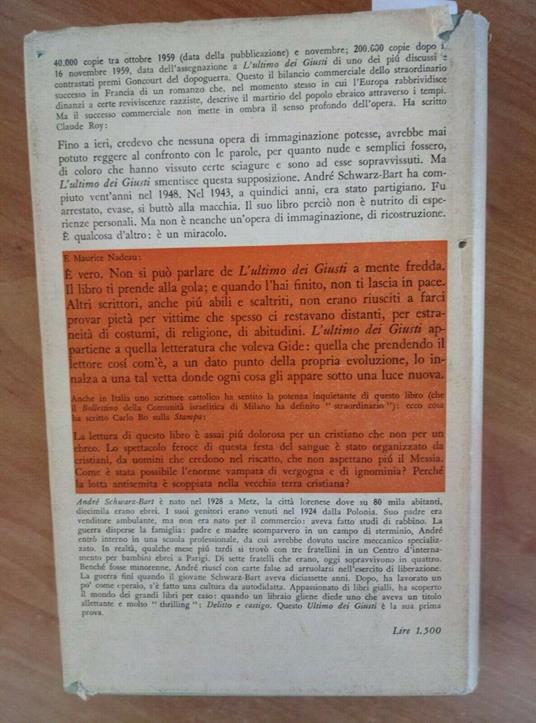 40.000 copie tra ottobre 1959 (data della pubblicazione) e novembre; 200.000 copie dopo il
16 novembre 1959, data dell'assegnazione a L'ultimo dei Giusti di uno dei piú discussi e
contrastati premi Goncourt del dopoguerra. Questo il bilancio commerciale dello straordinario
successo in Francia di un romanzo che, nel momento stesso in cui l'Europa rabbrividisce
dinanzi a certe reviviscenze razziste, descrive il martirio del popolo ebraico attraverso i tempi.
Ma il successo commerciale non mette in ombra il senso profondo dell'opera. Ha scritto
Claude Roy:
Fino a ieri, credevo che nessuna opera di immaginazione potesse, avrebbe mai
potuto reggere al confronto con le parole, per quanto nude e semplici fossero,
di coloro che hanno vissuto certe sciagure e sono ad esse sopravvissuti. Ma
L'ultimo dei Giusti smentisce questa supposizione. André Schwarz-Bart ha com-
piuto vent'anni nel 1948. Nel 1943, a quindici anni, era stato partigiano. Fu
arrestato, evase, si buttò alla macchia. Il suo libro perciò non è nutrito di espe-
rienze personali. Ma non è neanche un'opera di immaginazione, di ricostruzione.
È qualcosa d'altro: è un miracolo.
E Maurice Nadeau:
È vero. Non si può parlare de L'ultimo dei Giusti a mente fredda.
Il libro ti prende alla gola; e quando l'hai finito, non ti lascia in pace.
Altri scrittori, anche piú abili e scaltriti, non erano riusciti a farci
provar pietà per vittime che spesso ci restavano distanti, per estra-
neità di costumi, di religione, di abitudini. L'ultimo dei Giusti ap-
partiene a quella letteratura che voleva Gide: quella che prendendo il
lettore cosí com'è, a un dato punto della propria evoluzione, lo in-
nalza a una tal vetta donde ogni cosa gli appare sotto una luce nuova.
Anche in Italia uno scrittore cattolico ha sentito la potenza inquietante di questo libro (che
il Bollettino della Comunità israelitica di Milano ha definito " straordinario "): ecco cosa
ha scritto Carlo Bo sulla Stampa:
La lettura di questo libro è assai piú dolorosa per un cristiano che non per un
ebreo. Lo spettacolo feroce di questa festa del sangue è stato organizzato da
cristiani, da uomini che credono nel riscatto, che non aspettano piú il Messia.
Come è stata possibile l'enorme vampata di vergogna e di ignominia? Perché
la lotta antisemita è scoppiata nella vecchia terra cristiana?
André Schwarz-Bart è nato nel 1928 a Metz, la città lorenese dove su 80 mila abitanti,
diecimila erano ebrei. I suoi genitori erano venuti nel 1924 dalla Polonia. Suo padre era
venditore ambulante, ma non era nato per il commercio: aveva fatto studi di rabbino. La
guerra disperse la famiglia: padre e madre scomparvero in un campo di sterminio, André
entrò interno in una scuola professionale, da cui avrebbe dovuto uscire meccanico specializ-
zato. In realtà, qualche mese piú tardi si trovò con tre fratellini in un Centro d'interna-
mento per bambini ebrei a Parigi. Di sette fratelli che erano, oggi sopravvivono in quattro.
Benché fosse minorenne, André riuscí con carte false ad arruolarsi nell'esercito di liberazione.
La guerra finí quando il giovane Schwarz-Bart aveva diciassette anni. Dopo, ha lavorato un
po' come operaio, s'è fatto una cultura da autodidatta. Appassionato di libri gialli, ha scoperto
il mondo dei grandi libri per caso: quando un libraio gliene diede uno che aveva un titolo
allettante e molto " thrilling ": Delitto e castigo. Questo Ultimo dei Giusti è la sua prima
prova.
Lire 1.500